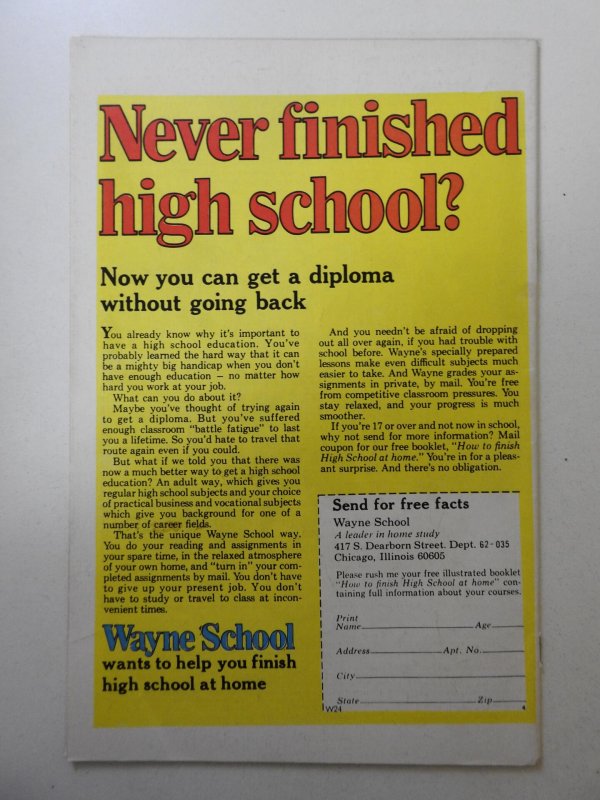 Never finished
high school?
Now you can get a diploma
without going back
You already know why it's important to
have a high school education. You've
probably learned the hard way that it can
be a mighty big handicap when you don't
have enough education — no matter how
hard you work at your job.
What can you do about it?
Maybe you've thought of trying again
to get a diploma. But you've suffered
enough classroom "battle fatigue" to last
you a lifetime. So you'd hate to travel that
route again even if you could.
But what if we told you that there was
now a much better way to get a high school
education? An adult way, which gives you
regular high school subjects and your choice
of practical business and vocational subjects
which give you background for one of a
number of career fields.
That's the unique Wayne School way.
You do your reading and assignments in
your spare time, in the relaxed atmosphere
of your own home, and "turn in" your com-
pleted assignments by mail. You don't have
to give up your present job. You don't
have to study or travel to class at incon-
venient times.
Wayne School
wants to help you finish
high school at home
And you needn't be afraid of dropping
out all over again, if you had trouble with
school before. Wayne's specially prepared
lessons make even difficult subjects much
easier to take. And Wayne grades your as-
signments in private, by mail. You're free
from competitive classroom pressures. You
stay relaxed, and your progress is much
smoother.
If you're 17 or over and not now in school,
why not send for more information? Mail
coupon for our free booklet, "How to finish
High School at home." You're in for a pleas-
ant surprise. And there's no obligation.
Send for free facts
Wayne School
A leader in home study
417 S. Dearborn Street. Dept. 62-035
Chicago, Illinois 60605
Please rush me your free illustrated booklet
"How to finish High School at home" con-
taining full information about your courses.
Print
Name Age
Address Apt. No.
City
State Zip
W24 4